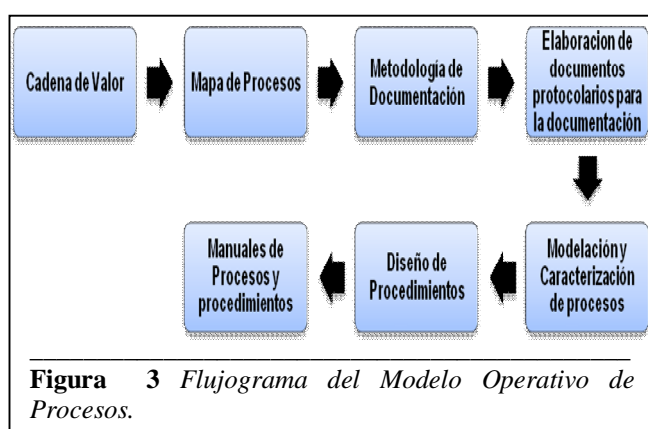 Cadena de Valor
Mapa de Procesos
Metodología de
Documentación
Elaboracion de
documentos
protocolarios para
la documentación
Modelación y
Caracterización
de procesos
Diseño de
Procedimientos
Manuales de
Procesos y
procedimientos
Figura 3 Flujograma del Modelo Operativo de
Procesos.